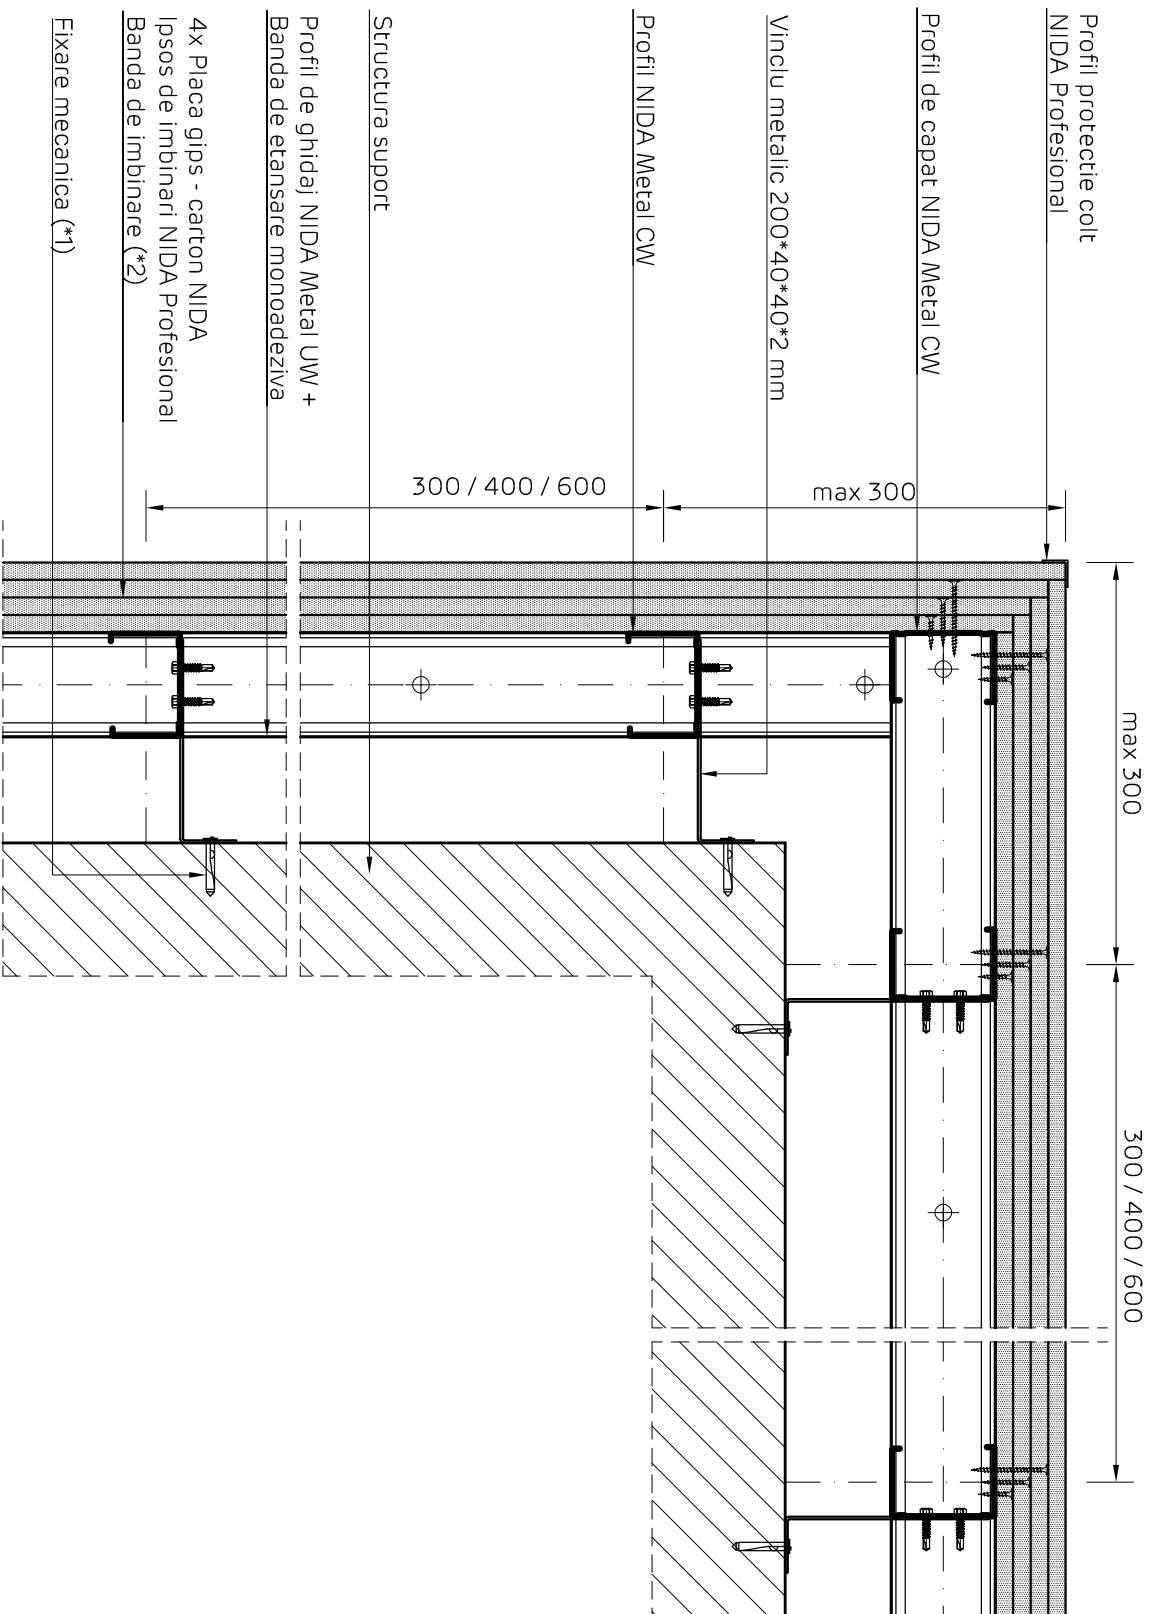 Profil protectie colt
NIDA Profesional
Profil de capat NIDA Metal CW
Vinclu metalic 200*40*40*2 mm
Profil NIDA Metal CW
Structura suport
Profil de ghidaj NIDA Metal UW +
Banda de etansare monoadeziva
4x Placa gips - carton NIDA
Ipsos de imbinari NIDA Profesional
Banda de imbinare (*2)
Fixare mecanica (*1)
300 / 400 / 600
max 300
max 300
300 / 400 / 600